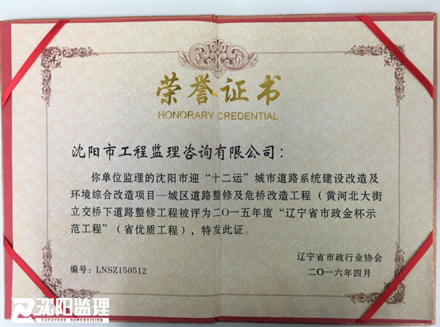 荣誉证书
HONORARY CREDENTIAL
沈阳市工程监理咨询有限公司：
你单位监理的沈阳市迎“十二运”城市道路系统建设改造及
环境综合改造项目—城区道路整修及危桥改造工程（黄河北大街
立交桥下道路整修工程被评为二○一五年度“辽宁省市政金杯示
范工程”（省优质工程），特发此证。
辽宁省市政行业协会
编号：LNSZ150512
二○一六年四月
沈阳监理
SHENYANG SUPERVISION